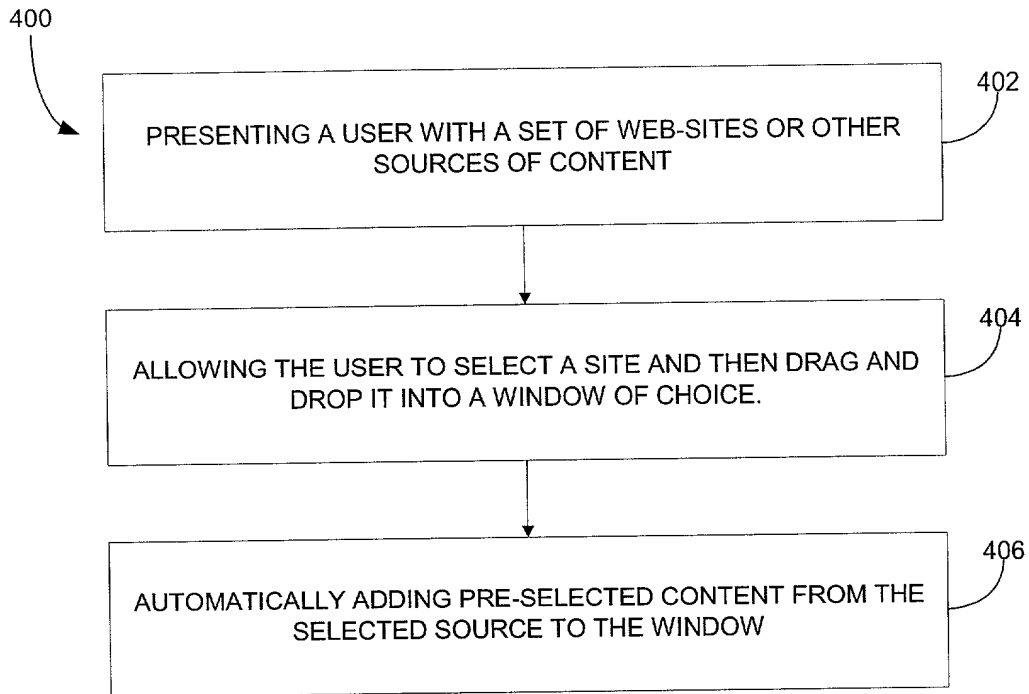 400
402
PRESENTING A USER WITH A SET OF WEB-SITES OR OTHER
SOURCES OF CONTENT
404
ALLOWING THE USER TO SELECT A SITE AND THEN DRAG AND
DROP IT INTO A WINDOW OF CHOICE.
406
AUTOMATICALLY ADDING PRE-SELECTED CONTENT FROM THE
SELECTED SOURCE TO THE WINDOW